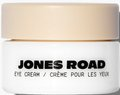 JONES ROAD
EYE CREAM / CRÈME POUR LES YEUX